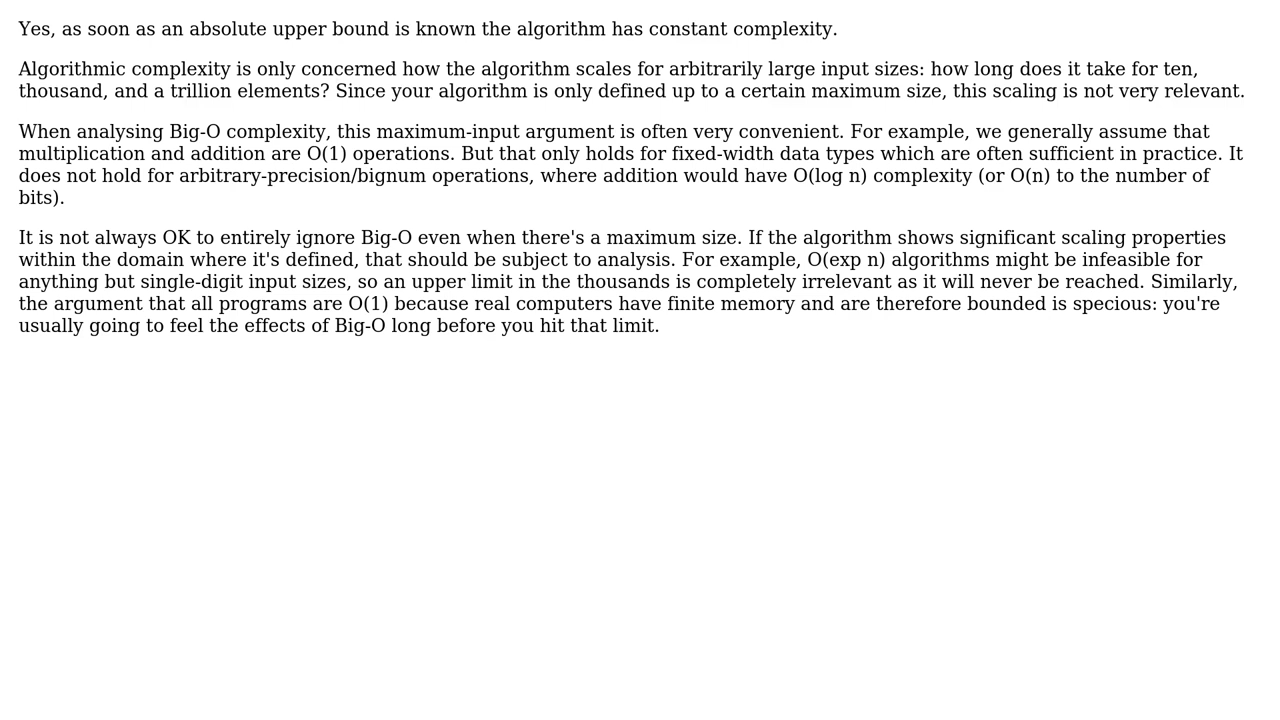 Yes, as soon as an absolute upper bound is known the algorithm has constant complexity.
Algorithmic complexity is only concerned how the algorithm scales for arbitrarily large input sizes: how long does it take for ten,
thousand, and a trillion elements? Since your algorithm is only defined up to a certain maximum size, this scaling is not very relevant.
When analysing Big-O complexity, this maximum-input argument is often very convenient. For example, we generally assume that
multiplication and addition are O(1) operations. But that only holds for fixed-width data types which are often sufficient in practice. It
does not hold for arbitrary-precision/bignum operations, where addition would have O(log n) complexity (or O(n) to the number of
bits).
It is not always OK to entirely ignore Big-O even when there's a maximum size. If the algorithm shows significant scaling properties
within the domain where it's defined, that should be subject to analysis. For example, O(exp n) algorithms might be infeasible for
anything but single-digit input sizes, so an upper limit in the thousands is completely irrelevant as it will never be reached. Similarly,
the argument that all programs are O(1) because real computers have finite memory and are therefore bounded is specious: you're
usually going to feel the effects of Big-O long before you hit that limit.